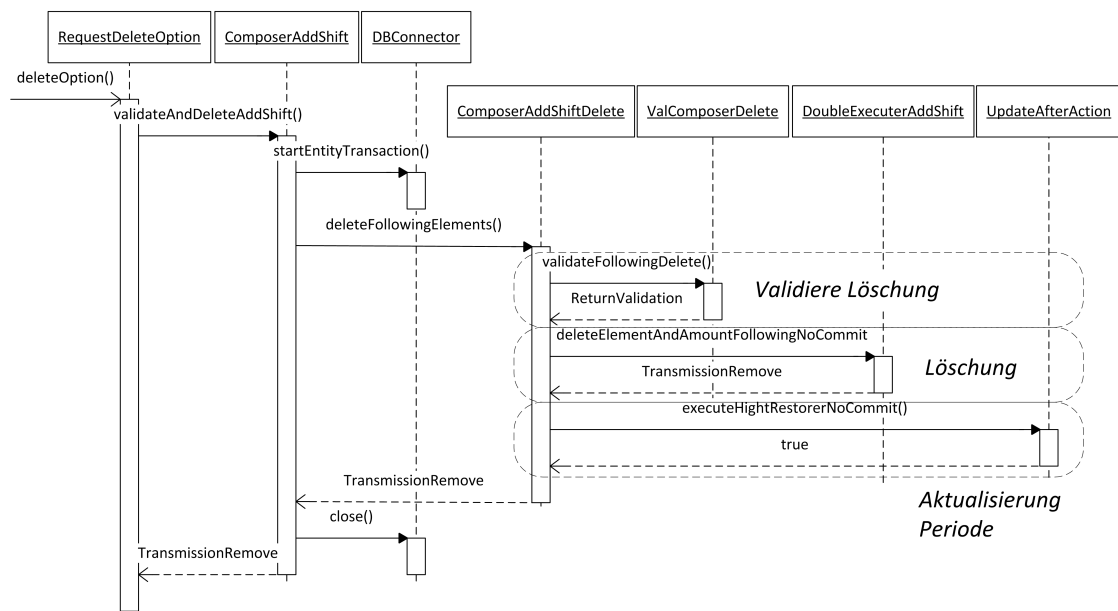 RequestDeleteOption
ComposerAddShift
DBConnector
deleteOption()
ComposerAddShiftDelete
ValComposerDelete
DoubleExecuterAddShift
UpdateAfterAction
validateAndDeleteAddShift()
startEntityTransaction()
deleteFollowingElements()
validateFollowingDelete()
ReturnValidation
Validiere Löschung
deleteElementAndAmountFollowingNoCommit
TransmissionRemove
Löschung
executeHightRestorerNoCommit()
true
TransmissionRemove
Aktualisierung
Periode
close()
TransmissionRemove